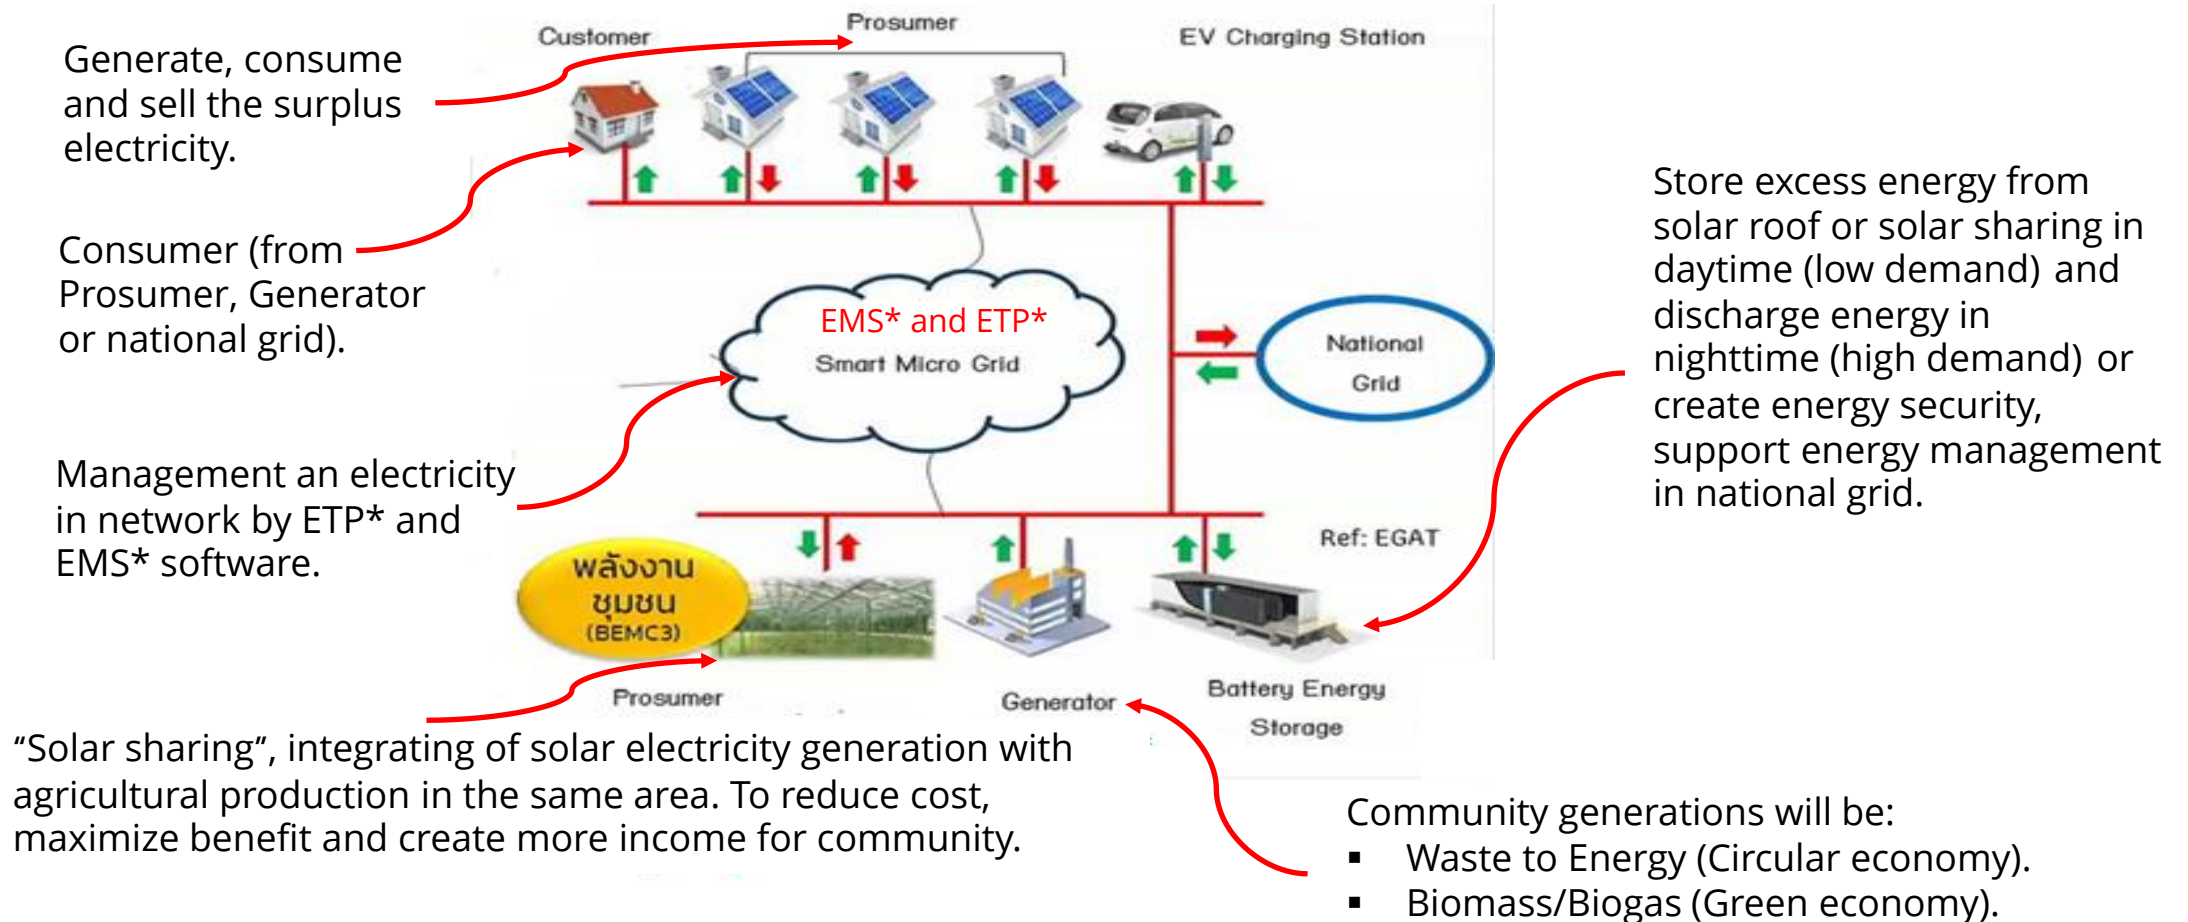 Customer
Prosumer
EV Charging Station
Generate, consume
and sell the surplus
electricity.
Consumer (from
Prosumer, Generator
or national grid).
Store excess energy from
solar roof or solar sharing in
daytime (low demand) and
discharge energy in
nighttime (high demand) or
create energy security,
support energy management
in national grid.
EMS* and ETP*
Smart Micro Grid
National
Grid
Management an electricity
in network by ETP* and
EMS* software.
Ref: EGAT
พลังงาน
ชุมชน
(BEMC3)
Prosumer
Generator
Battery Energy
Storage
“Solar sharing”, integrating of solar electricity generation with
agricultural production in the same area. To reduce cost,
maximize benefit and create more income for community.
Community generations will be:
▪ Waste to Energy (Circular economy).
▪ Biomass/Biogas (Green economy).